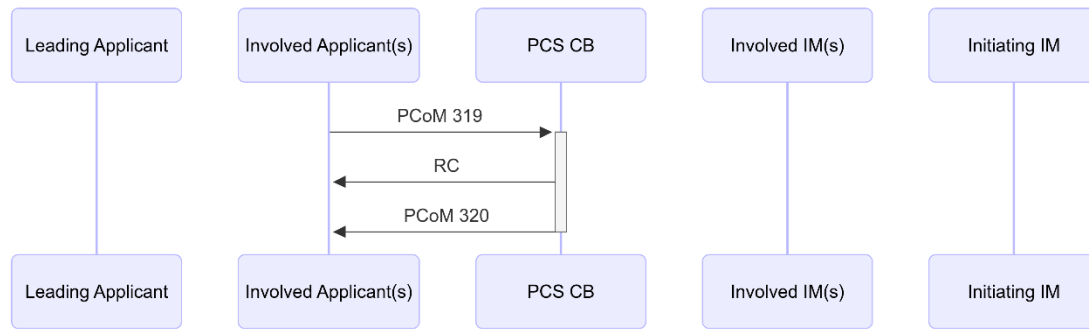 Leading Applicant
Involved Applicant(s)
PCS CB
Involved IM(s)
Initiating IM
PCoM 319
RC
PCoM 320
Leading Applicant
Involved Applicant(s)
PCS CB
Involved IM(s)
Initiating IM